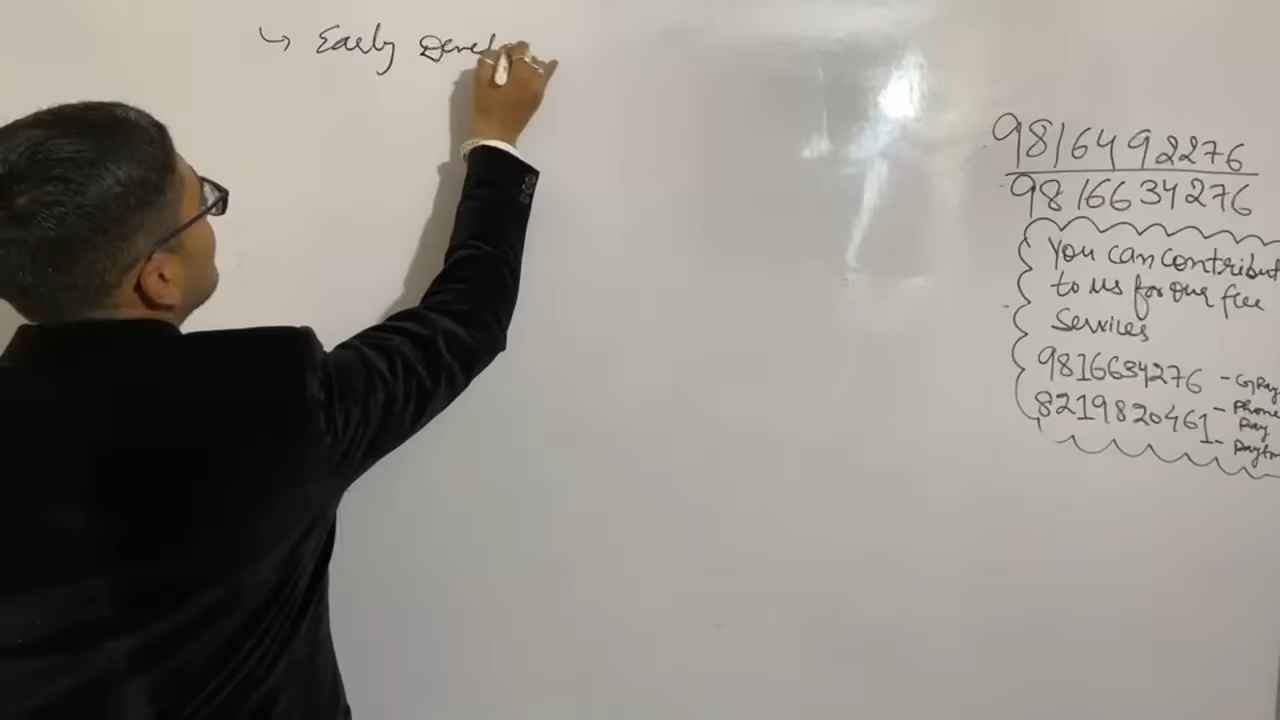 ↳ Early Devel
9816492276
9816634276
You can contribut
to us for our free
Services
9816634276 - GPay
8219820461 - Phone
Pay
- Paytm